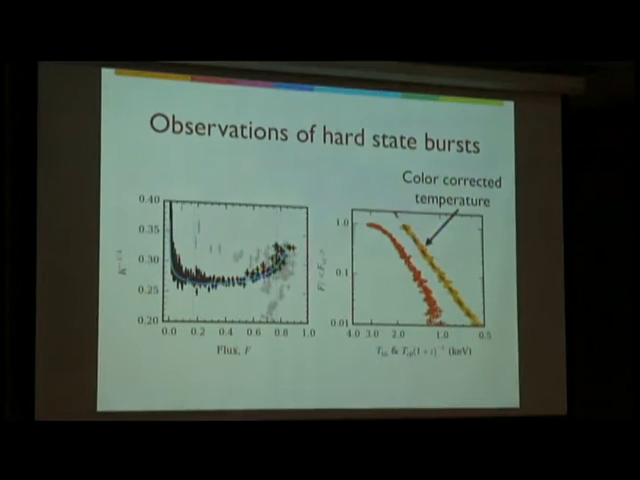 Observations of hard state bursts
Color corrected
temperature
0.40
0.35
0.30
0.25
0.20
0.0 0.2 0.4 0.6 0.8 1.0
Flux, F
1.0
0.1
0.01
4.0 3.0 2.0 1.0 0.5
(keV)